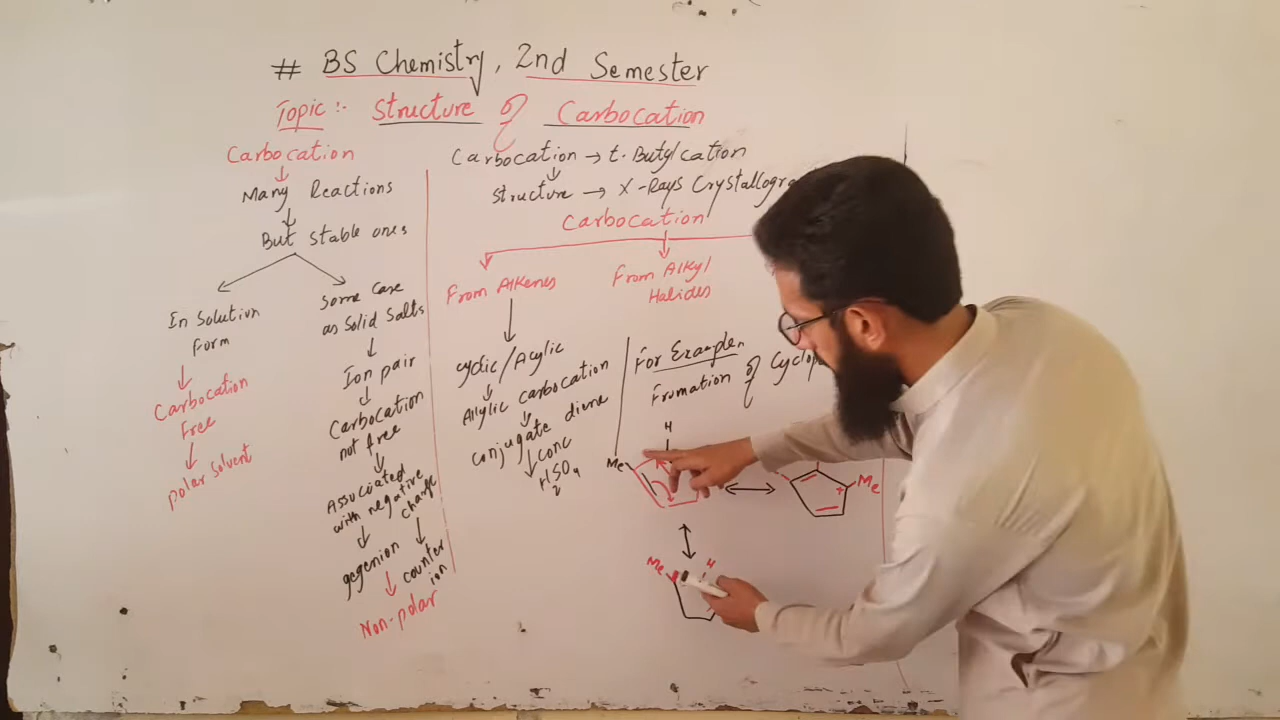 # BS Chemistry, 2nd Semester
Topic :- Structure of Carbocation
Carbocation
Many Reactions
But stable ones
In Solution
form
Carbocation
Free
polar solvent
Some Case
as Solid Salts
Ion pair
Carbocation
not free
Associated
with negative
charge
gegenion
counter
ion
Non-polar
Carbocation → t. Butylcation
Structure → X-Rays Crystallogra
Carbocation
From Alkenes
cyclic/Acylic
Allylic carbocation
conjugate diene
conc
H2SO4
From Alkyl
Halides
For Example,
Frumation of Cyclop
H
Me
Me
Me
H